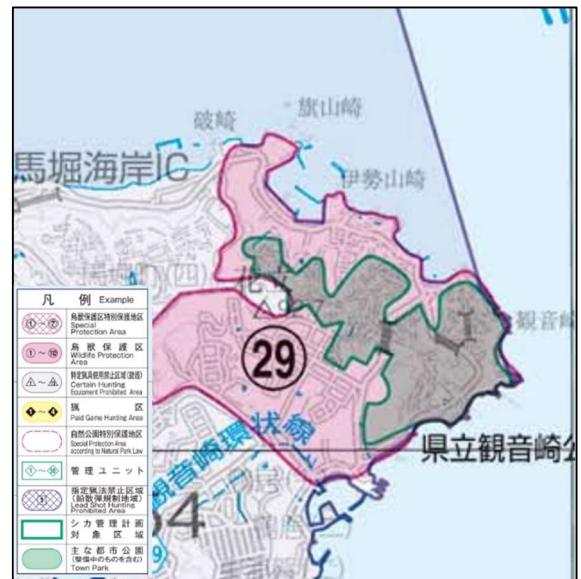 旗山崎
破崎
馬堀海岸IC
伊勢山崎
観音崎
29
観音崎環状線
県立観音崎公
凡 例 Example
鳥獣保護区特別保護地区
Special
Protection Area
①~⑩
鳥獣保護区
Wildlife Protection
Area
特定猟具使用禁止区域(銃器)
Certain Hunting
Equipment Prohibited Area
猟 区
Paid Game Hunting Area
自然公園特別保護地区
Special Protection Area
according to Natural Park Law
管理ユニット
指定猟法禁止区域
(鉛散弾規制地域)
Lead Shot Hunting
Prohibited Area
シカ管理計画
対象区域
主な都市公園
(整備中のものを含む)
Town Park